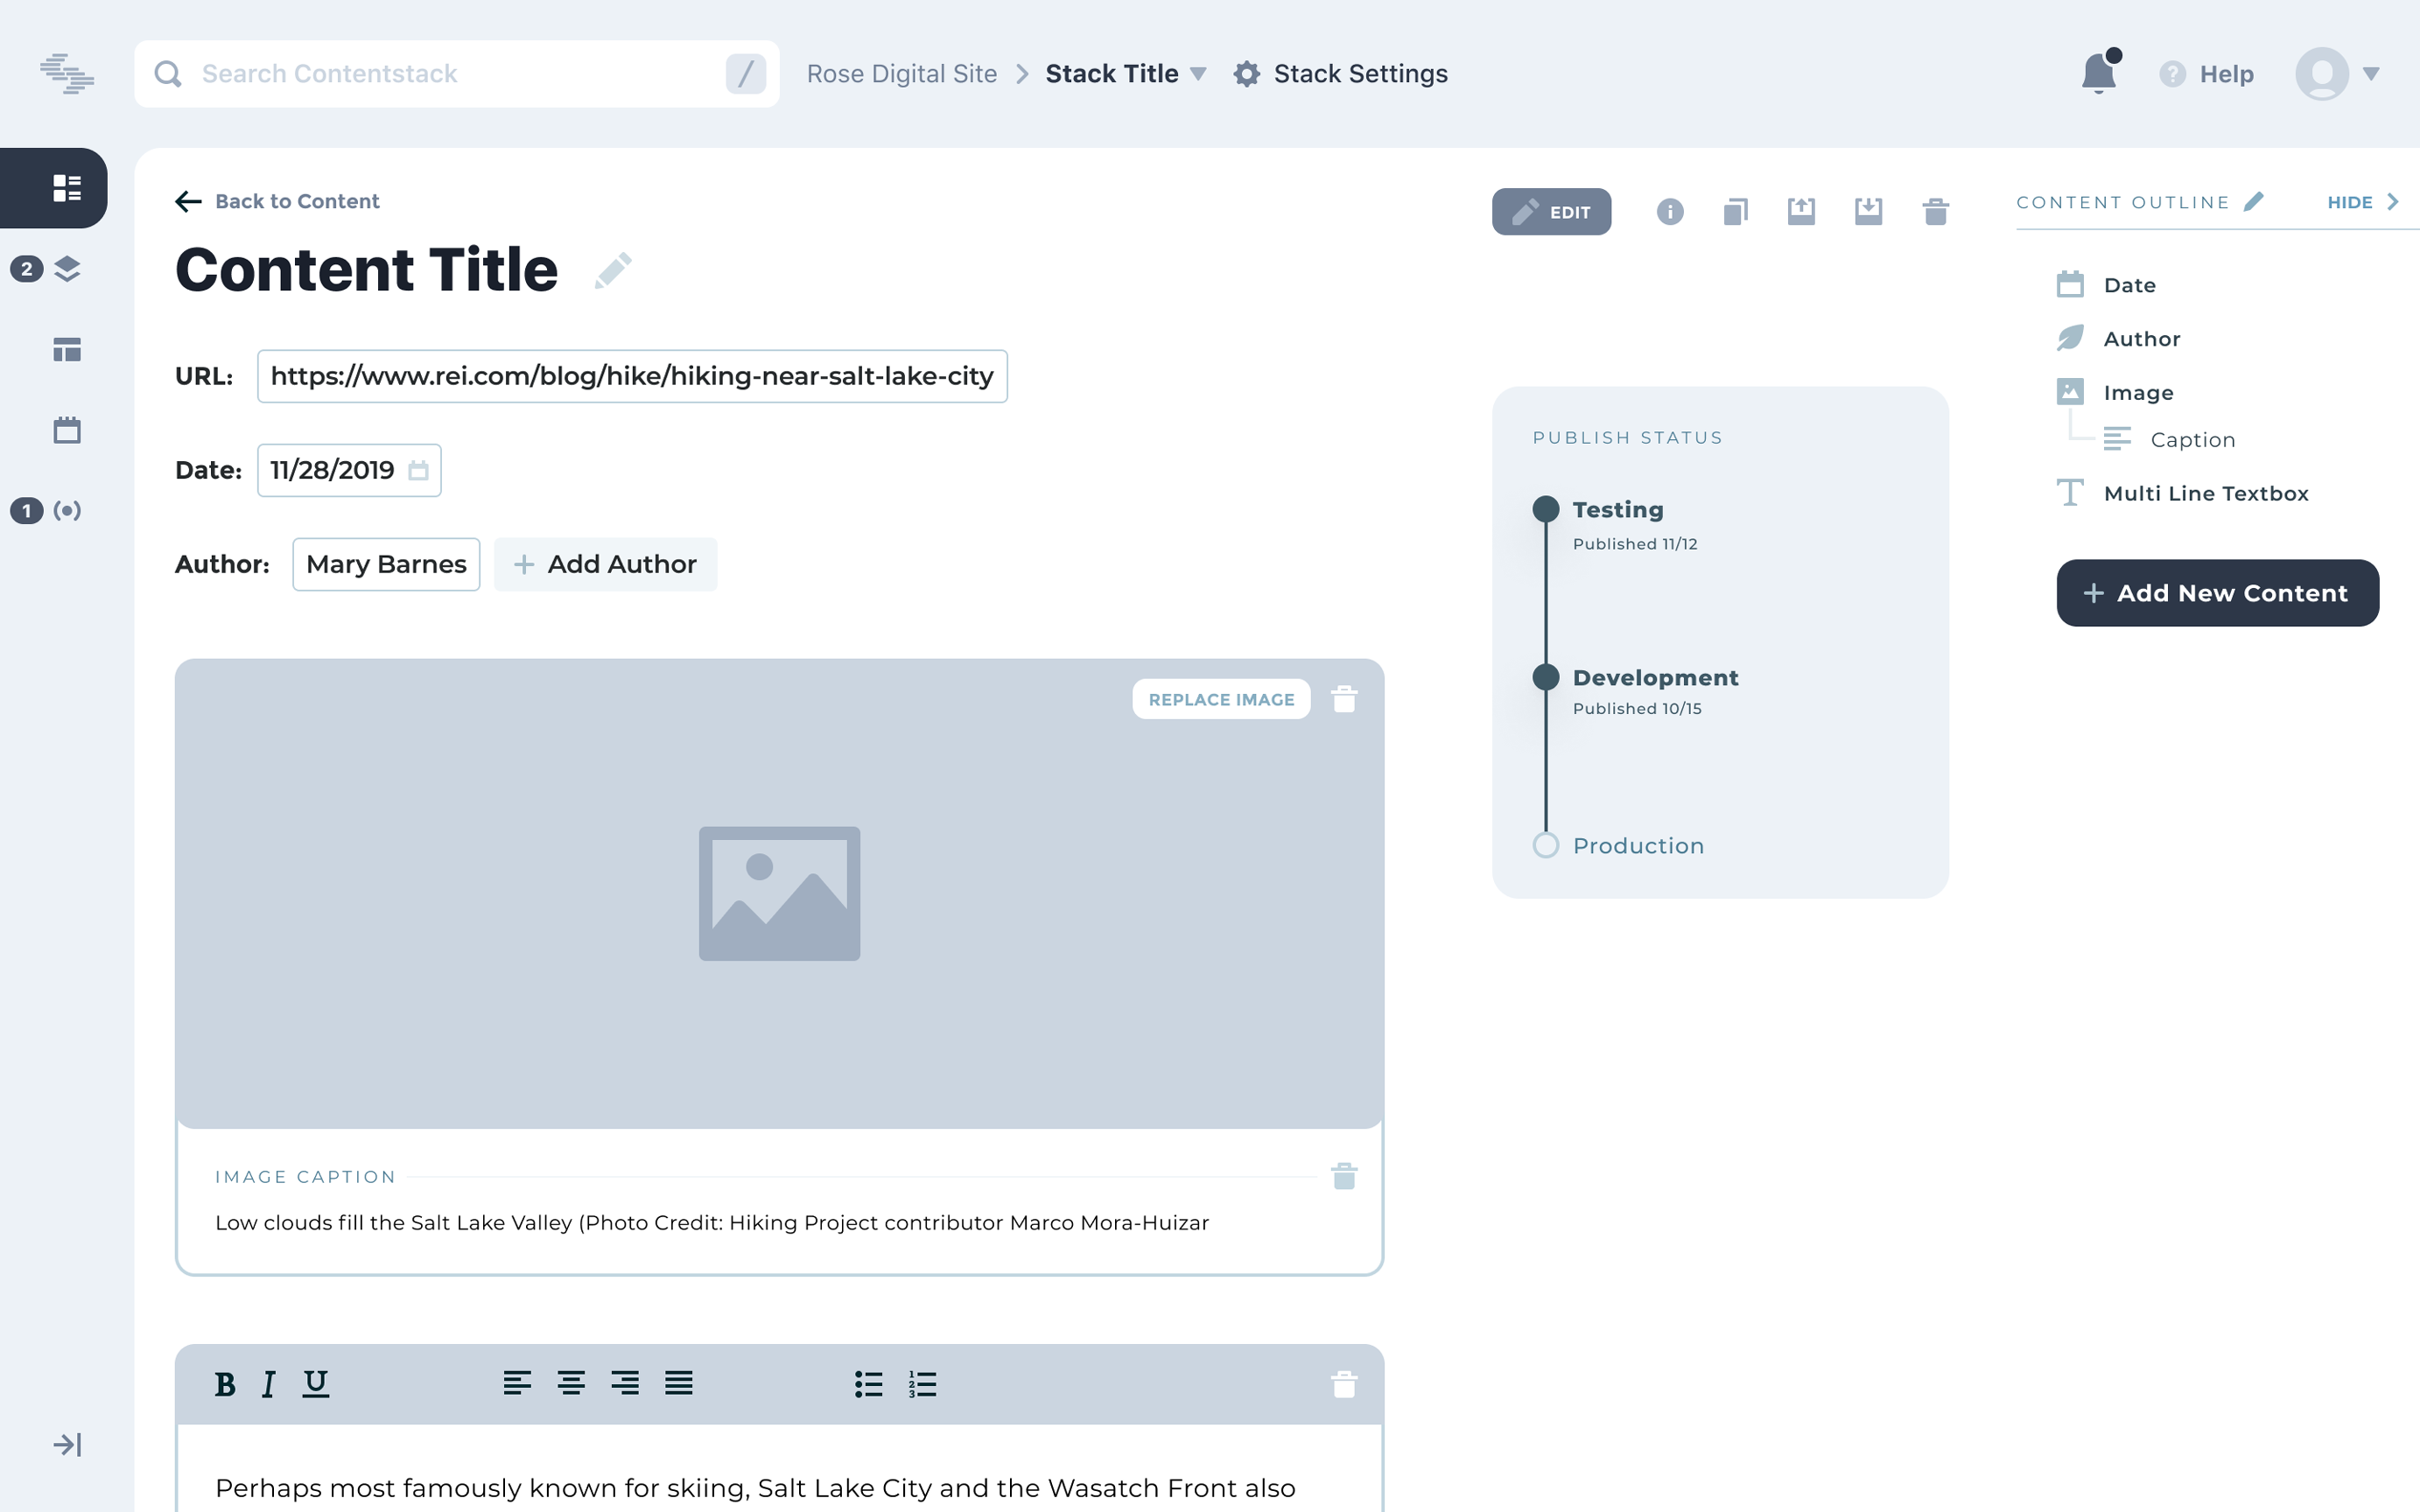 Search Contentstack
/
Rose Digital Site
Stack Title
Stack Settings
?
Help
Back to Content
EDIT
CONTENT OUTLINE
HIDE
Content Title
2
Date
Author
URL:
https://www.rei.com/blog/hike/hiking-near-salt-lake-city
Image
PUBLISH STATUS
Caption
Date:
11/28/2019
1
Testing
Published 11/12
Multi Line Textbox
Author:
Mary Barnes
+ Add Author
+ Add New Content
Development
Published 10/15
REPLACE IMAGE
Production
IMAGE CAPTION
Low clouds fill the Salt Lake Valley (Photo Credit: Hiking Project contributor Marco Mora-Huizar
B I U
1
2
3
Perhaps most famously known for skiing, Salt Lake City and the Wasatch Front also